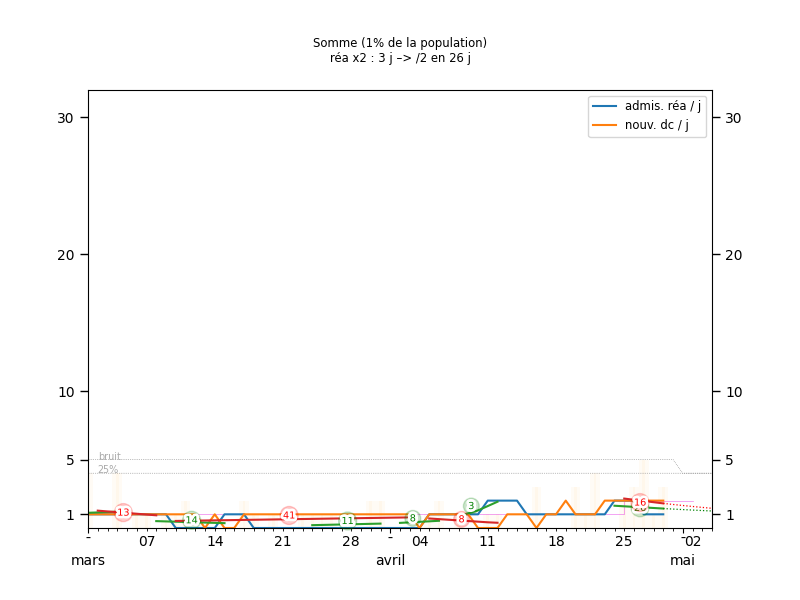 Somme (1% de la population)
réa x2 : 3 j –> /2 en 26 j
admis. réa / j
nouv. dc / j
30 30
20 20
10 10
5 5
1 1
bruit
25%
13
14
41
11
8
8
3
16
- 07 14 21 28 - 04 11 18 25 - 02
mars avril mai